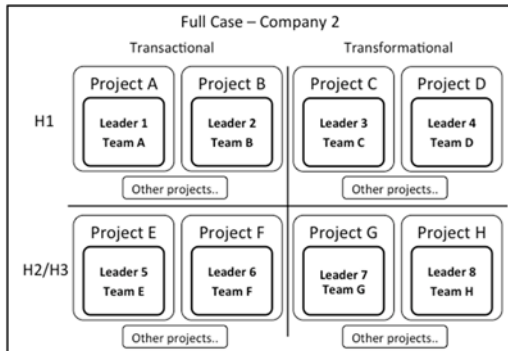 Full Case – Company 2
Transactional
Transformational
Project A
Project B
Project C
Project D
H1
Leader 1
Team A
Leader 2
Team B
Leader 3
Team C
Leader 4
Team D
Other projects..
Other projects..
Project E
Project F
Project G
Project H
H2/H3
Leader 5
Team E
Leader 6
Team F
Leader 7
Team G
Leader 8
Team H
Other projects..
Other projects..